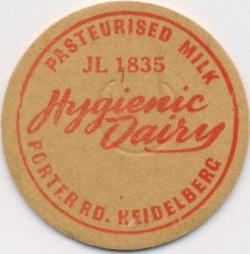 PASTEURISED MILK
JL 1835
Hygienic
Dairy
PORTER RD. HEIDELBERG